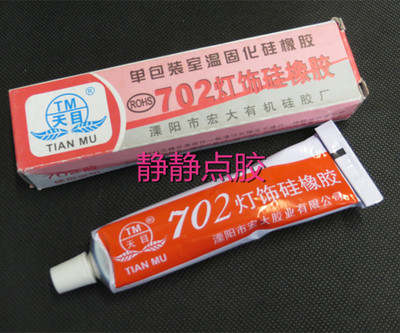 单包装室温固化硅橡胶
TM
天目
TIAN MU
ROHS
702灯饰硅橡胶
溧阳市宏大有机硅胶厂
静静点胶
TM
天目
TIAN MU
702灯饰硅橡胶
溧阳市宏大胶业有限公司